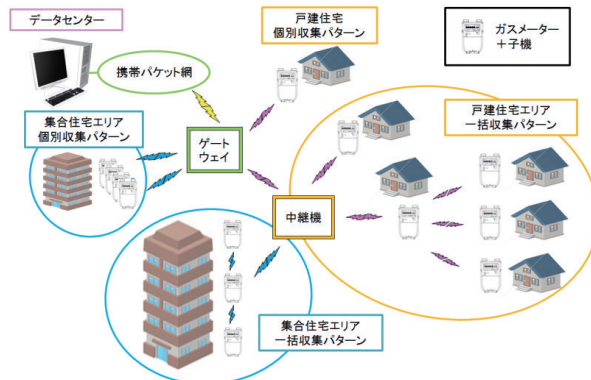 データセンター
携帯パケット網
戸建住宅
個別収集パターン
ガスメーター
＋子機
集合住宅エリア
個別収集パターン
ゲート
ウェイ
戸建住宅エリア
一括収集パターン
中継機
集合住宅エリア
一括収集パターン